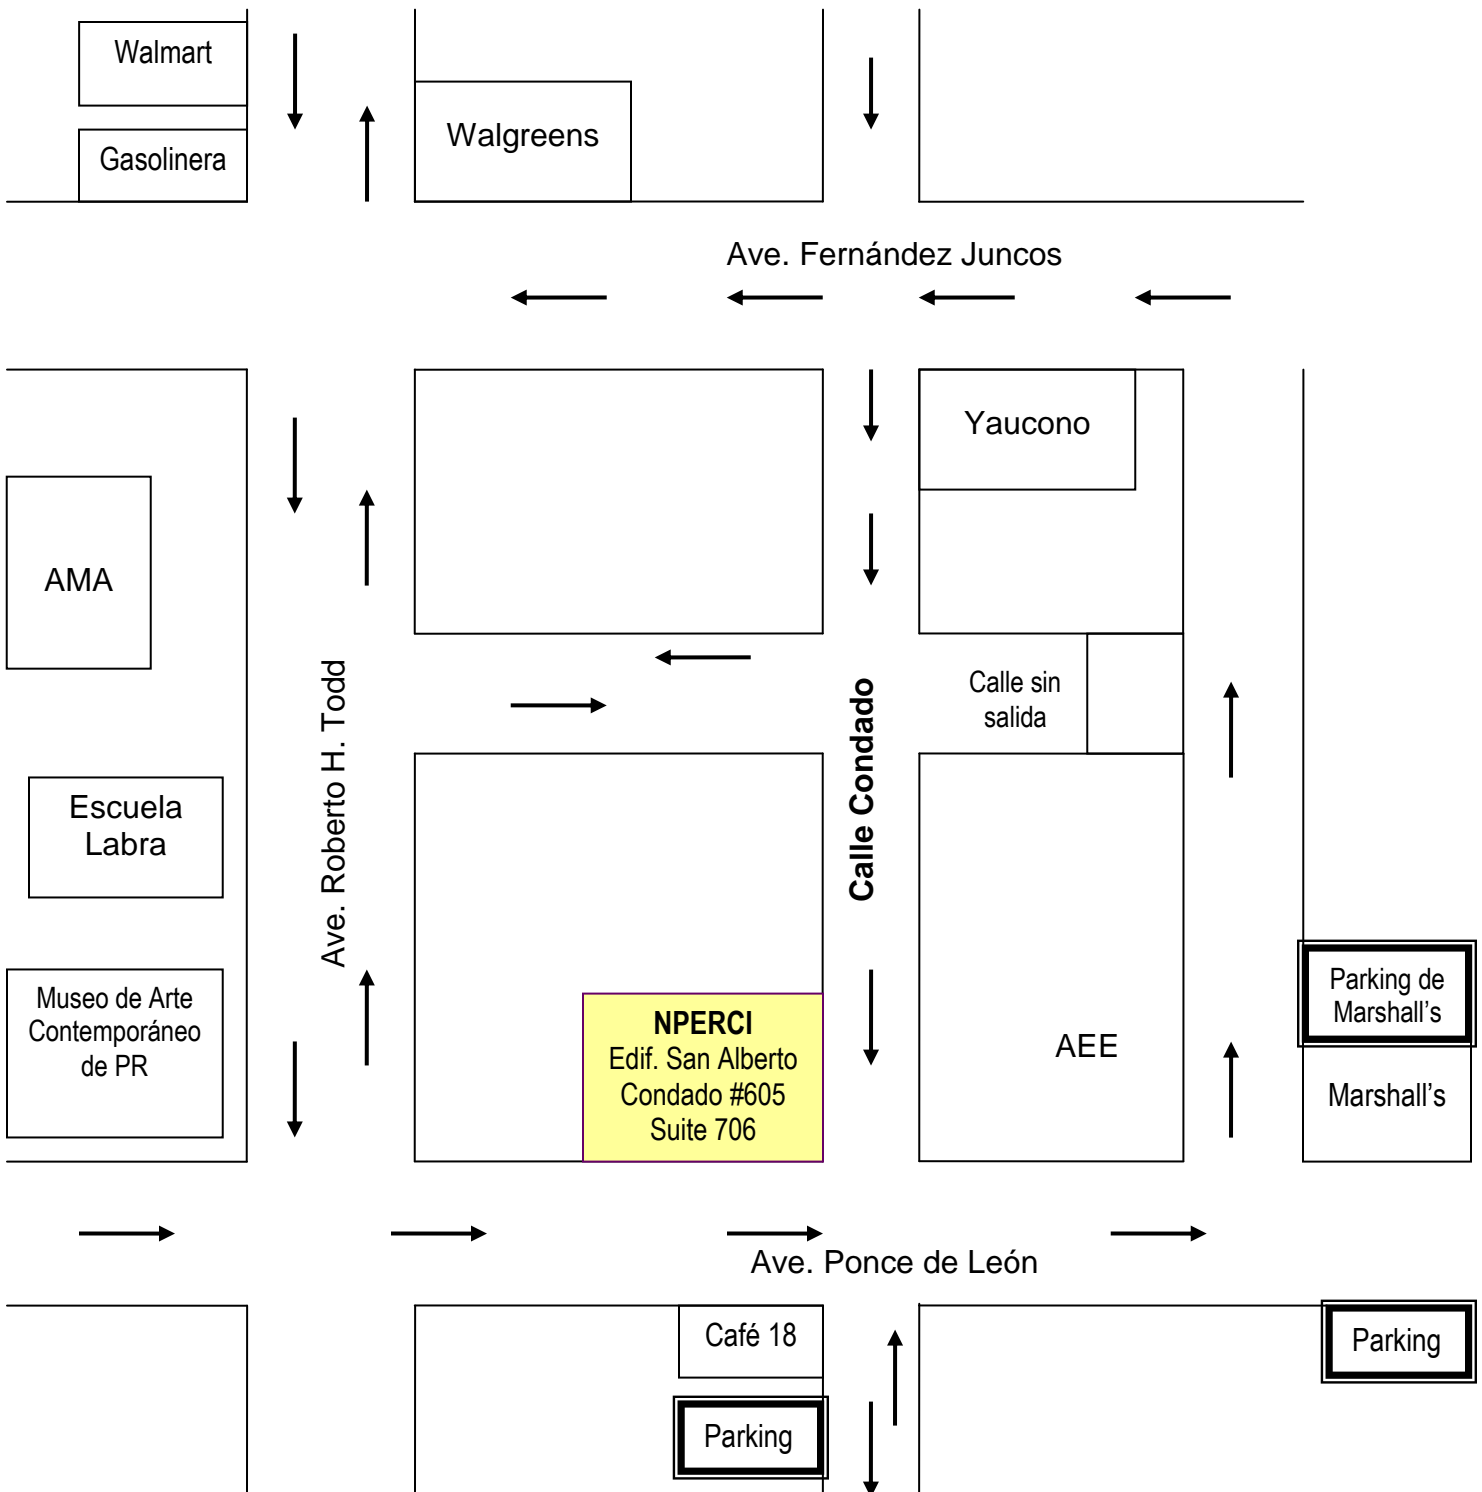 Walmart
Gasolinera
Walgreens
Ave. Fernández Juncos
Yaucono
AMA
Ave. Roberto H. Todd
Calle Condado
Calle sin
salida
Escuela
Labra
Museo de Arte
Contemporáneo
de PR
NPERCI
Edif. San Alberto
Condado #605
Suite 706
AEE
Parking de
Marshall’s
Marshall’s
Ave. Ponce de León
Café 18
Parking
Parking